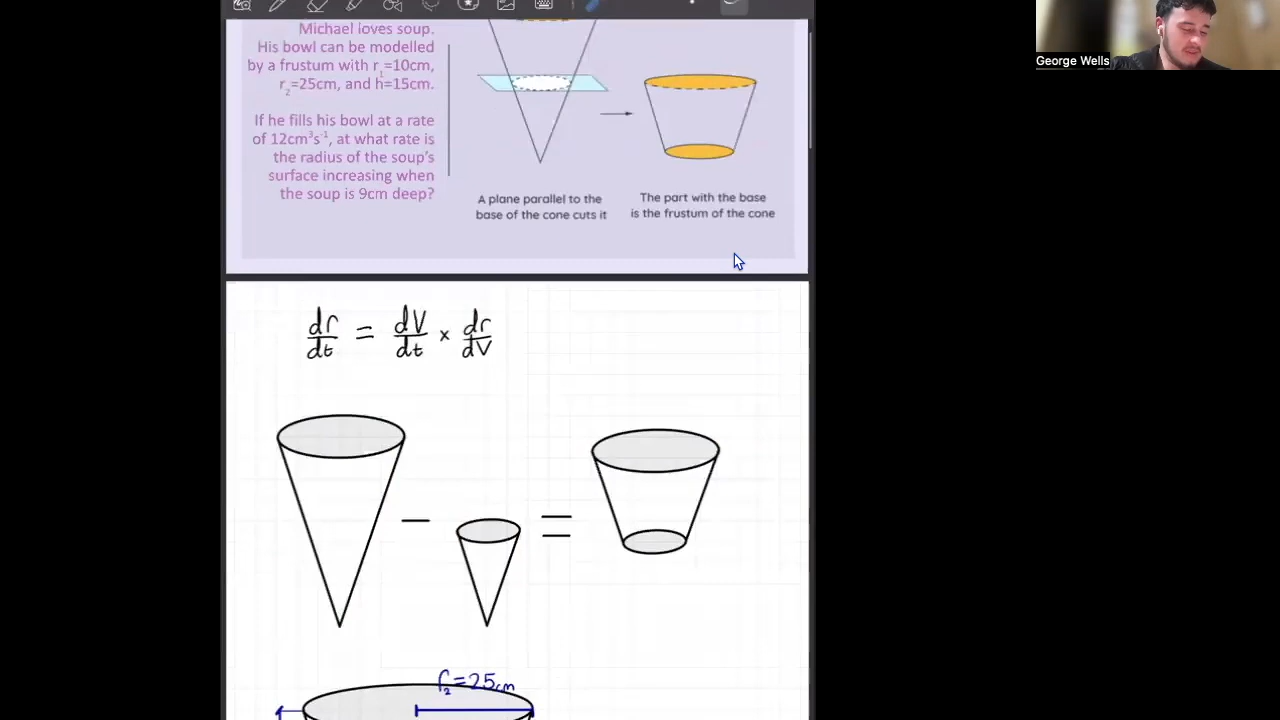 George Wells
Michael loves soup.
His bowl can be modelled
by a frustum with r₁=10cm,
r₂=25cm, and h=15cm.
If he fills his bowl at a rate
of 12cm³s⁻¹, at what rate is
the radius of the soup's
surface increasing when
the soup is 9cm deep?
A plane parallel to the
base of the cone cuts it
The part with the base
is the frustum of the cone
dr/dt = dV/dt × dr/dV
− =
r₂=25cm